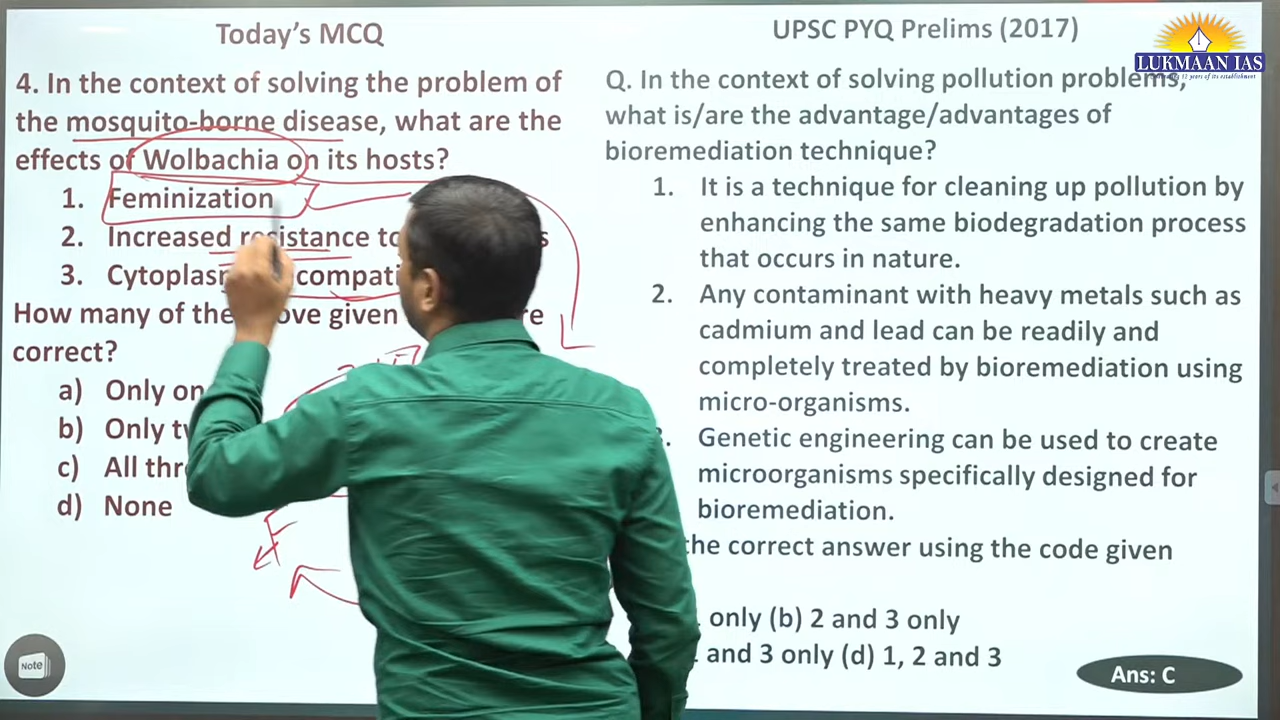 Today's MCQ
4. In the context of solving the problem of
the mosquito-borne disease, what are the
effects of Wolbachia on its hosts?
1. Feminization
2. Increased resistance to
3. compati
How many of the given
correct?
a) Only
b) Only
c) All
d) None
Note
UPSC PYQ Prelims (2017)
LUKMAAN IAS
Q. In the context of solving pollution problems,
what is/are the advantage/advantages of
bioremediation technique?
1. It is a technique for cleaning up pollution by
enhancing the same biodegradation process
that occurs in nature.
2. Any contaminant with heavy metals such as
cadmium and lead can be readily and
completely treated by bioremediation using
micro-organisms.
Genetic engineering can be used to create
microorganisms specifically designed for
bioremediation.
the correct answer using the code given
only (b) 2 and 3 only
and 3 only (d) 1, 2 and 3
Ans: C